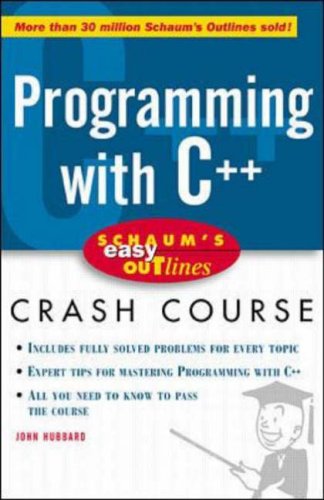 More than 30 million Schaum's Outlines sold!
C++
Programming
with C++
SCHAUM'S
easy
OUTlines
CRASH COURSE
• INCLUDES FULLY SOLVED PROBLEMS FOR EVERY TOPIC
• EXPERT TIPS FOR MASTERING PROGRAMMING WITH C++
• ALL YOU NEED TO KNOW TO PASS
THE COURSE
JOHN HUBBARD